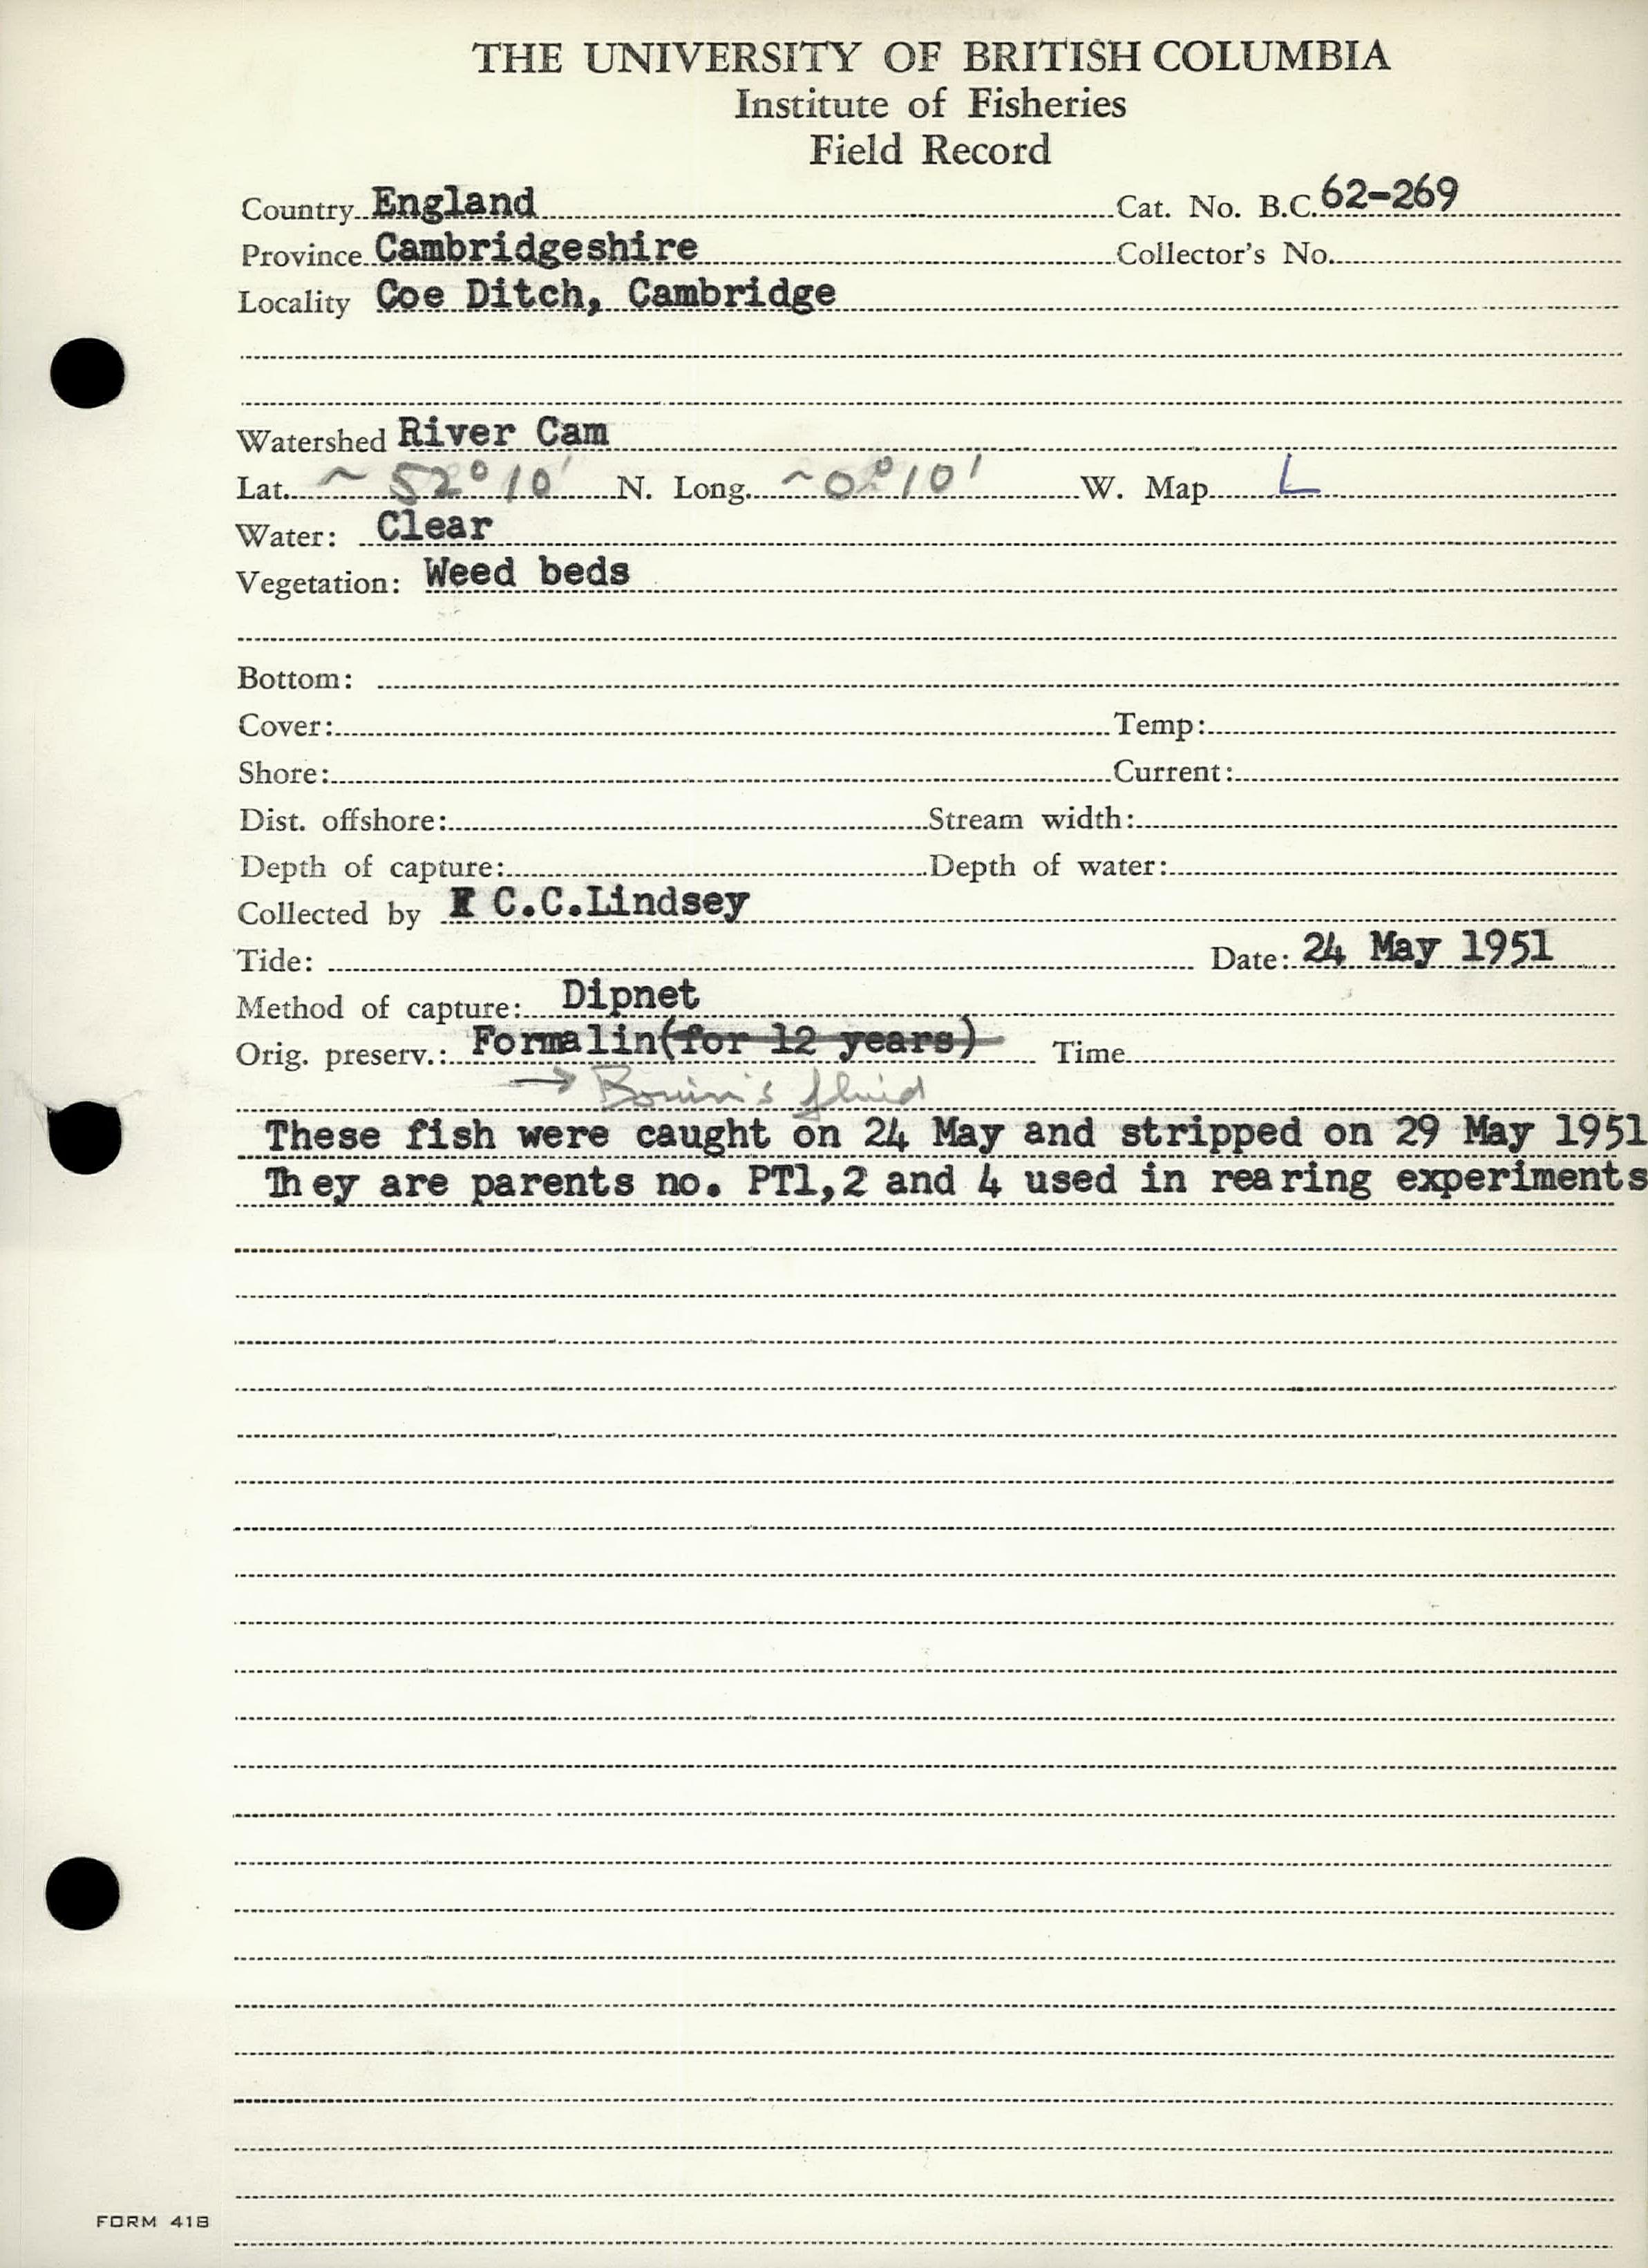 THE UNIVERSITY OF BRITISH COLUMBIA
Institute of Fisheries
Field Record
Country England Cat. No. B.C. 62-269
Province Cambridgeshire Collector's No.
Locality Coe Ditch, Cambridge
Watershed River Cam
Lat. ~ 52° 10' N. Long. ~ 0° 10' W. Map L
Water: Clear
Vegetation: Weed beds
Bottom:
Cover: Temp:
Shore: Current:
Dist. offshore: Stream width:
Depth of capture: Depth of water:
Collected by C.C.Lindsey
Tide: Date: 24 May 1951
Method of capture: Dipnet
Orig. preserv.: Formalin(for 12 years) Time
→ Bouin's fluid
These fish were caught on 24 May and stripped on 29 May 1951
They are parents no. PT1,2 and 4 used in rearing experiments
FORM 418